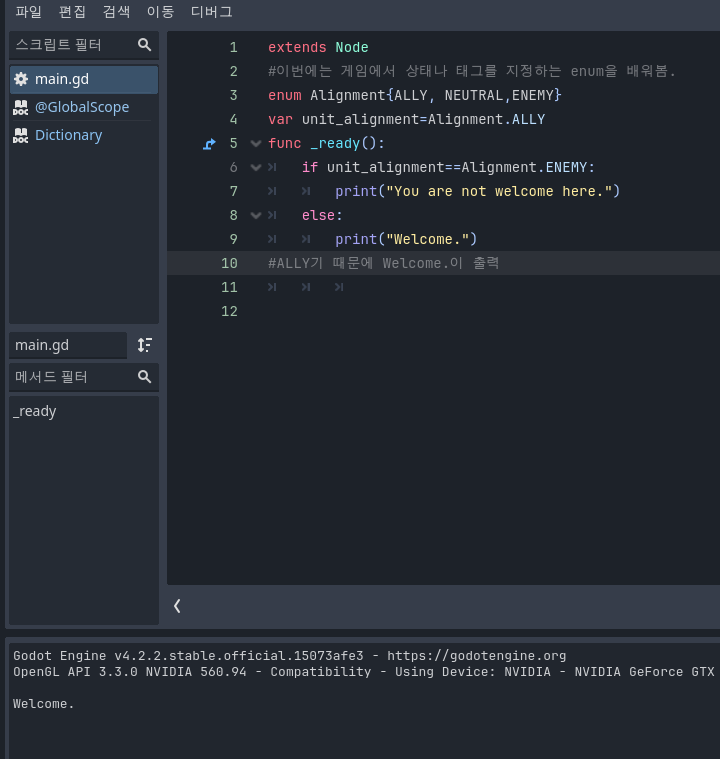 파일 편집 검색 이동 디버그
스크립트 필터
main.gd
@GlobalScope
Dictionary
main.gd
메서드 필터
_ready
1 extends Node
2 #이번에는 게임에서 상태나 태그를 지정하는 enum을 배워봄.
3 enum Alignment{ALLY, NEUTRAL,ENEMY}
4 var unit_alignment=Alignment.ALLY
5 func _ready():
6 if unit_alignment==Alignment.ENEMY:
7 print("You are not welcome here.")
8 else:
9 print("Welcome.")
10 #ALLY기 때문에 Welcome.이 출력
11
12
Godot Engine v4.2.2.stable.official.15073afe3 - https://godotengine.org
OpenGL API 3.3.0 NVIDIA 560.94 - Compatibility - Using Device: NVIDIA - NVIDIA GeForce GTX
Welcome.